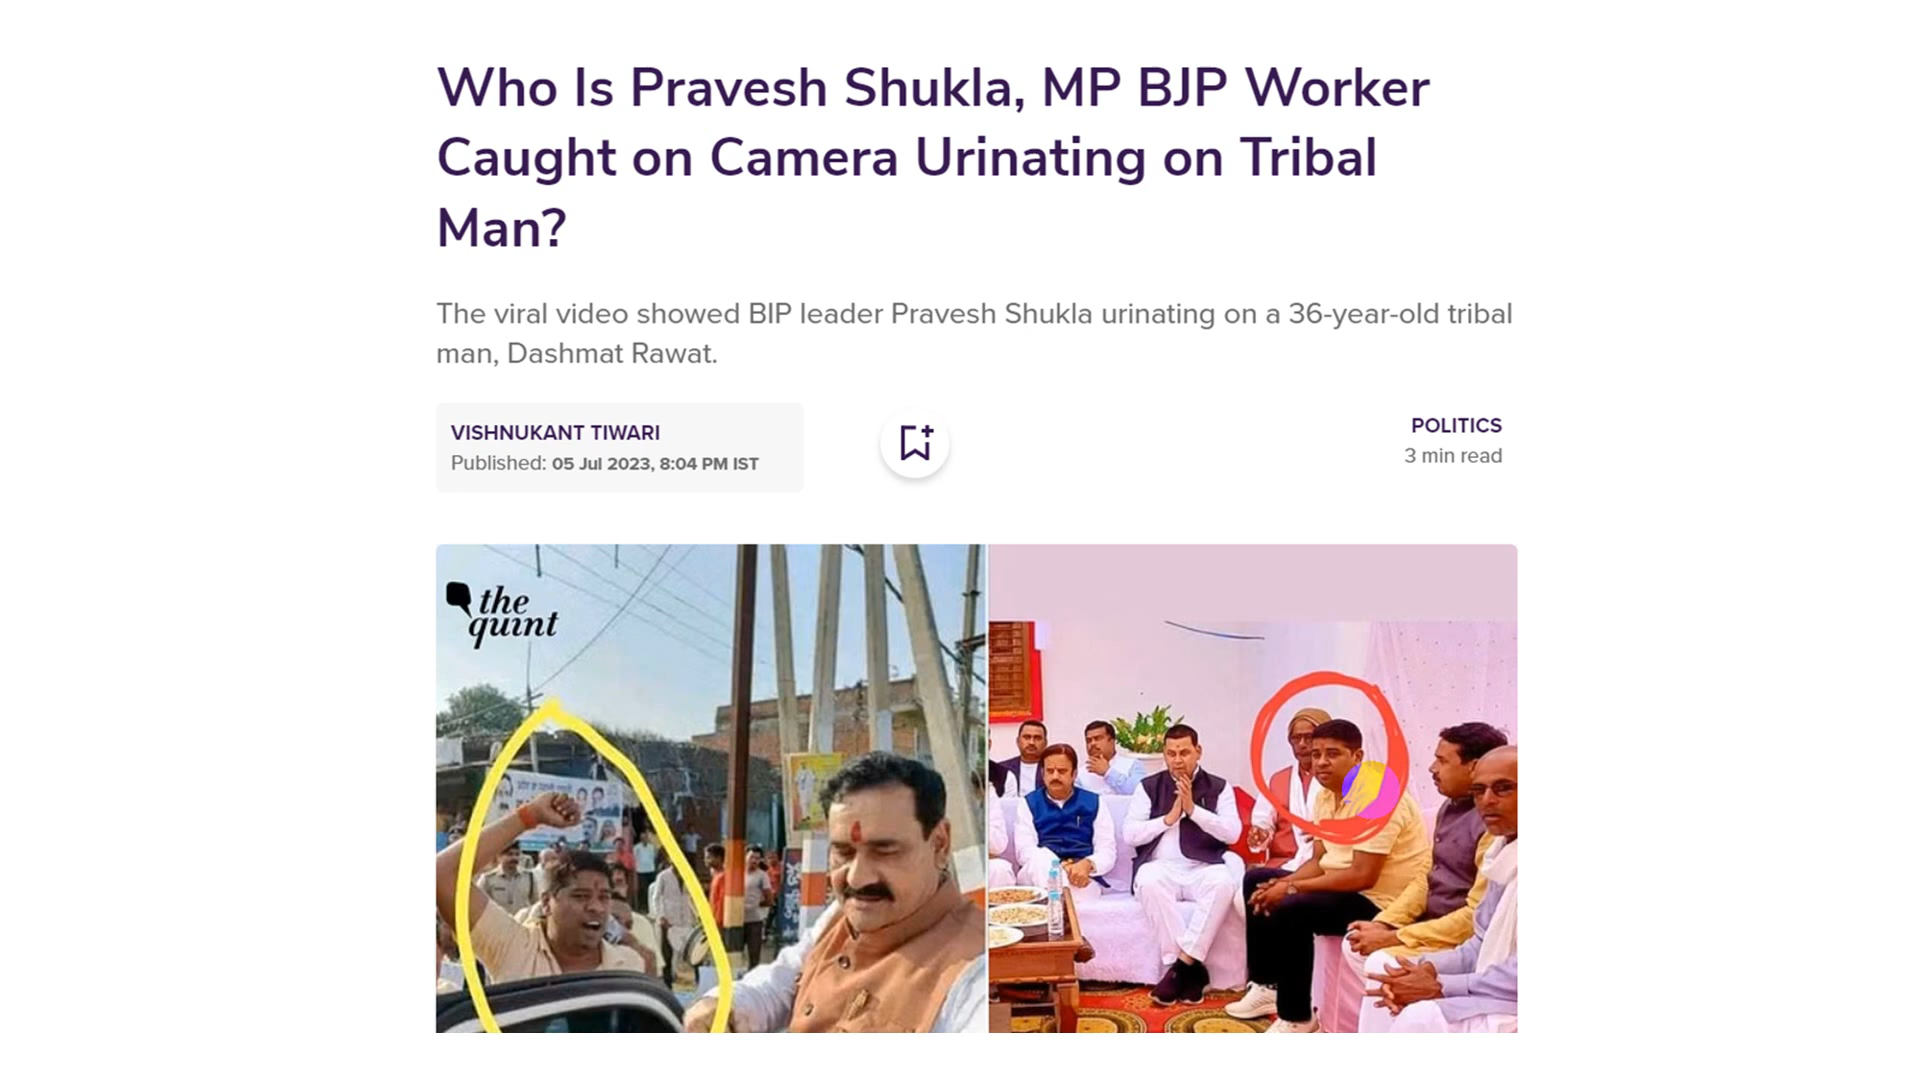 Who Is Pravesh Shukla, MP BJP Worker
Caught on Camera Urinating on Tribal
Man?
The viral video showed BIP leader Pravesh Shukla urinating on a 36-year-old tribal
man, Dashmat Rawat.
VISHNUKANT TIWARI
Published: 05 Jul 2023, 8:04 PM IST
POLITICS
3 min read
the
quint